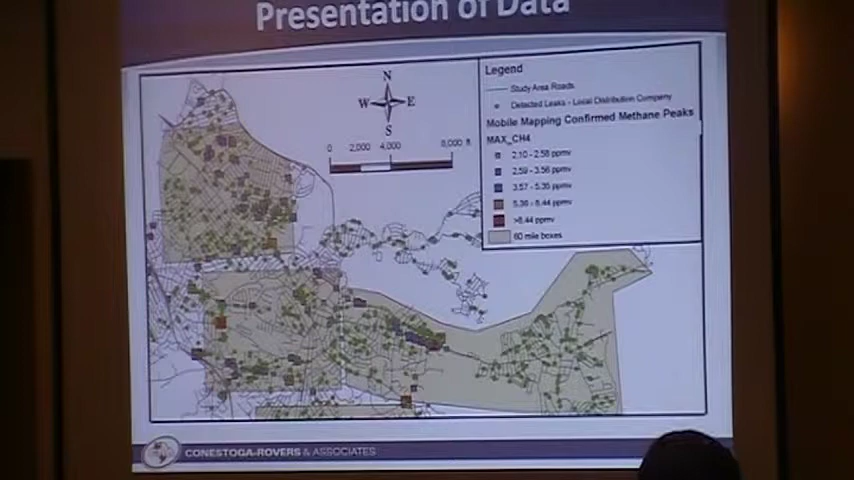 Presentation of Data
N
W E
S
0 2,000 4,000 8,000 ft
Legend
Study Area Roads
Detected Leaks - Local Distribution Company
Mobile Mapping Confirmed Methane Peaks
MAX_CH4
2.10 - 2.58 ppmv
2.59 - 3.56 ppmv
3.57 - 5.35 ppmv
5.36 - 8.44 ppmv
>8.44 ppmv
60 mile boxes
CONESTOGA-ROVERS & ASSOCIATES